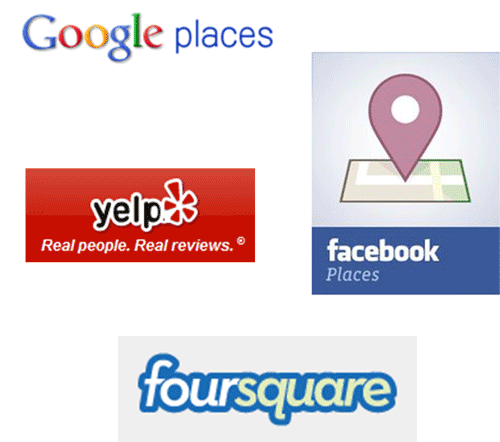 Google places
facebook
Places
yelp
Real people. Real reviews.®
foursquare